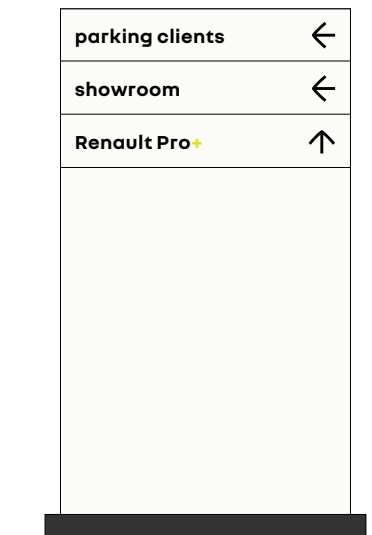 parking clients ←
showroom ←
Renault Pro+ ↑